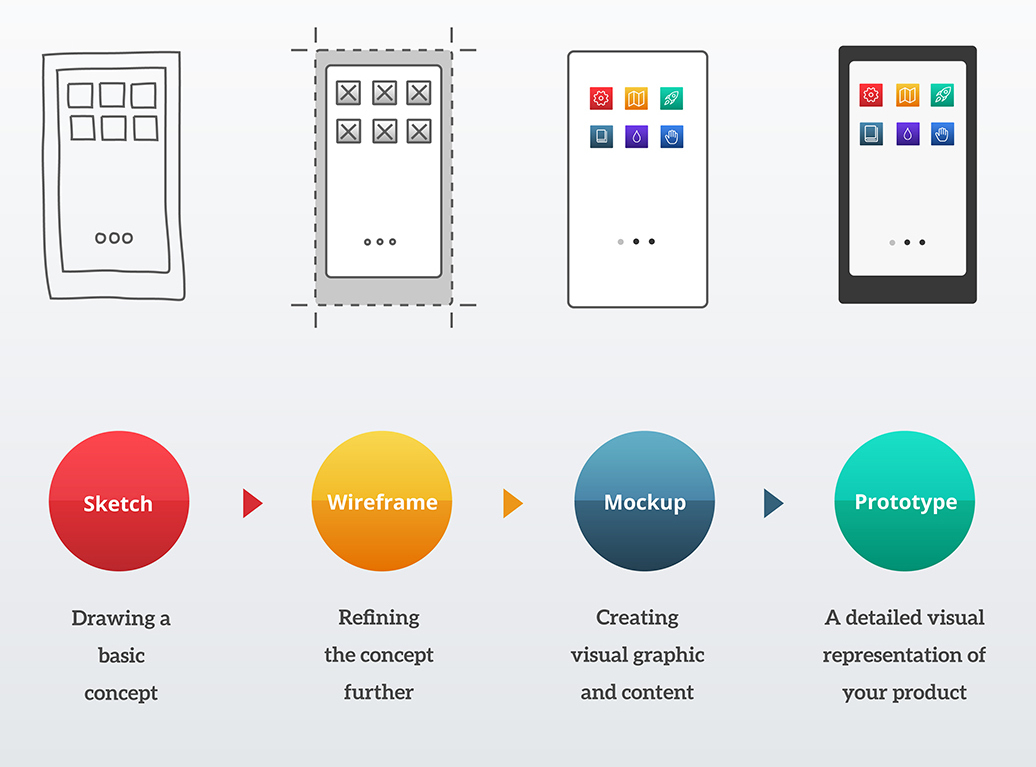 Sketch
Wireframe
Mockup
Prototype
Drawing a
basic
concept
Refining
the concept
further
Creating
visual graphic
and content
A detailed visual
representation of
your product